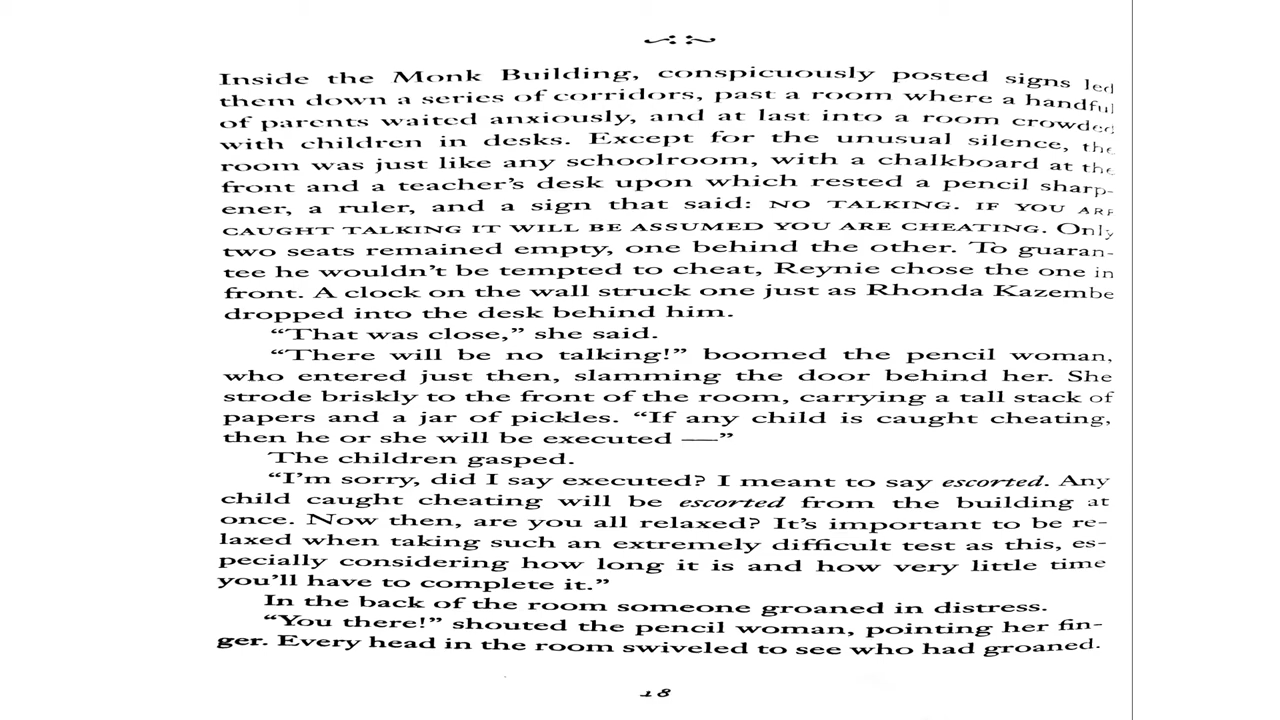 Inside the Monk Building, conspicuously posted signs led
them down a series of corridors, past a room where a handful
of parents waited anxiously, and at last into a room crowded
with children in desks. Except for the unusual silence, the
room was just like any schoolroom, with a chalkboard at the
front and a teacher's desk upon which rested a pencil sharp-
ener, a ruler, and a sign that said: NO TALKING. IF YOU ARE
CAUGHT TALKING IT WILL BE ASSUMED YOU ARE CHEATING. Only
two seats remained empty, one behind the other. To guaran-
tee he wouldn't be tempted to cheat, Reynie chose the one in
front. A clock on the wall struck one just as Rhonda Kazembe
dropped into the desk behind him.
"That was close," she said.
"There will be no talking!" boomed the pencil woman,
who entered just then, slamming the door behind her. She
strode briskly to the front of the room, carrying a tall stack of
papers and a jar of pickles. "If any child is caught cheating,
then he or she will be executed —"
The children gasped.
"I'm sorry, did I say executed? I meant to say escorted. Any
child caught cheating will be escorted from the building at
once. Now then, are you all relaxed? It's important to be re-
laxed when taking such an extremely difficult test as this, es-
pecially considering how long it is and how very little time
you'll have to complete it."
In the back of the room someone groaned in distress.
"You there!" shouted the pencil woman, pointing her fin-
ger. Every head in the room swiveled to see who had groaned.
18